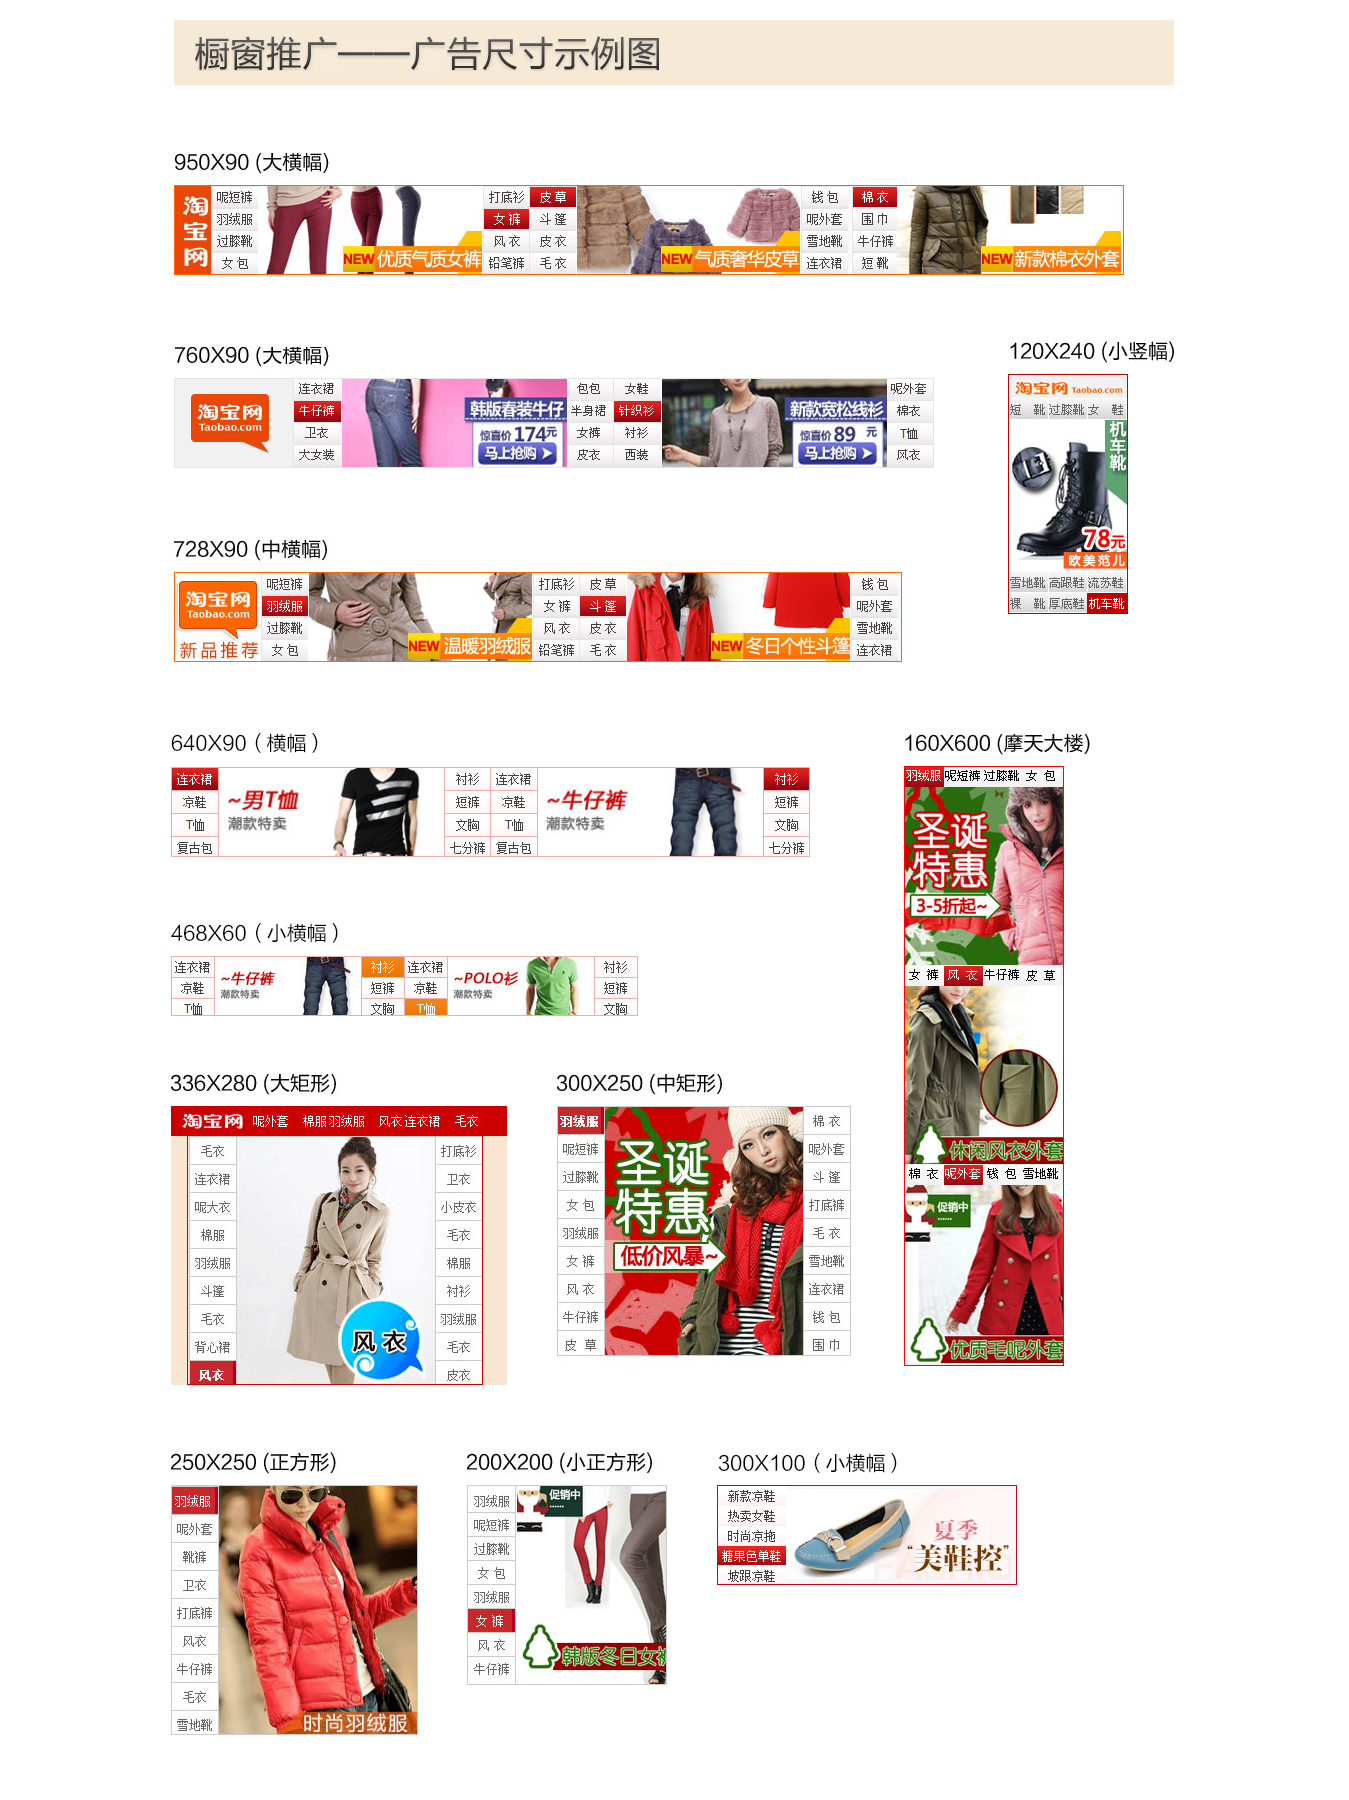 橱窗推广——广告尺寸示例图
950X90 (大横幅)
淘宝网
呢短裤
羽绒服
过膝靴
女 包
NEW 优质气质女裤
打底衫 皮 草
女 裤 斗 篷
风 衣 皮 衣
铅笔裤 毛 衣
NEW 气质奢华皮草
钱 包 棉 衣
呢外套 围 巾
雪地靴 牛仔裤
连衣裙 短 靴
NEW 新款棉衣外套
760X90 (大横幅)
淘宝网
Taobao.com
连衣裙
牛仔裤
卫衣
大女装
韩版春装牛仔
惊喜价 174元
马上抢购
包包 女鞋
半身裙 针织衫
女裤 衬衫
皮衣 西装
新款宽松线衫
惊喜价 89 元
马上抢购
呢外套
棉衣
T恤
风衣
120X240 (小竖幅)
淘宝网 Taobao.com
短 靴 过膝靴 女 鞋
机车靴
78元
欧美范儿
雪地靴 高跟鞋 流苏鞋
裸 靴 厚底鞋 机车靴
728X90 (中横幅)
淘宝网
Taobao.com
新品推荐
呢短裤
羽绒服
过膝靴
女 包
NEW 温暖羽绒服
打底衫 皮 草
女 裤 斗 篷
风 衣 皮 衣
铅笔裤 毛 衣
NEW 冬日个性斗篷
钱 包
呢外套
雪地靴
连衣裙
640X90 ( 横幅 )
连衣裙
凉鞋
T恤
复古包
~男T恤
潮款特卖
衬衫 连衣裙
短裤 凉鞋
文胸 T恤
七分裤 复古包
~牛仔裤
潮款特卖
衬衫
短裤
文胸
七分裤
160X600 (摩天大楼)
羽绒服 呢短裤 过膝靴 女 包
圣诞
特惠
3-5折起~
女 裤 风 衣 牛仔裤 皮 草
休闲风衣外套
棉 衣 呢外套 钱 包 雪地靴
促销中
优质毛呢外套
468X60 ( 小横幅 )
连衣裙
凉鞋
T恤
~牛仔裤
潮款特卖
衬衫 连衣裙
短裤 凉鞋
文胸 T恤
~POLO衫
潮款特卖
衬衫
短裤
文胸
336X280 (大矩形)
淘宝网 呢外套 棉服 羽绒服 风衣 连衣裙 毛衣
毛衣
连衣裙
呢大衣
棉服
羽绒服
斗篷
毛衣
背心裙
风衣
风 衣
打底衫
卫衣
小皮衣
毛衣
棉服
衬衫
羽绒服
毛衣
皮衣
300X250 (中矩形)
羽绒服
呢短裤
过膝靴
女 包
羽绒服
女 裤
风 衣
牛仔裤
皮 草
圣诞
特惠
低价风暴~
棉 衣
呢外套
斗 篷
打底裤
毛 衣
雪地靴
连衣裙
钱 包
围 巾
250X250 (正方形)
羽绒服
呢外套
靴裤
卫衣
打底裤
风衣
牛仔裤
毛衣
雪地靴
时尚羽绒服
200X200 (小正方形)
羽绒服
呢短裤
过膝靴
女 包
羽绒服
女 裤
风 衣
牛仔裤
促销中
韩版冬日女裤
300X100 ( 小横幅 )
新款凉鞋
热卖女鞋
时尚凉拖
糖果色单鞋
坡跟凉鞋
夏季
“美鞋控”